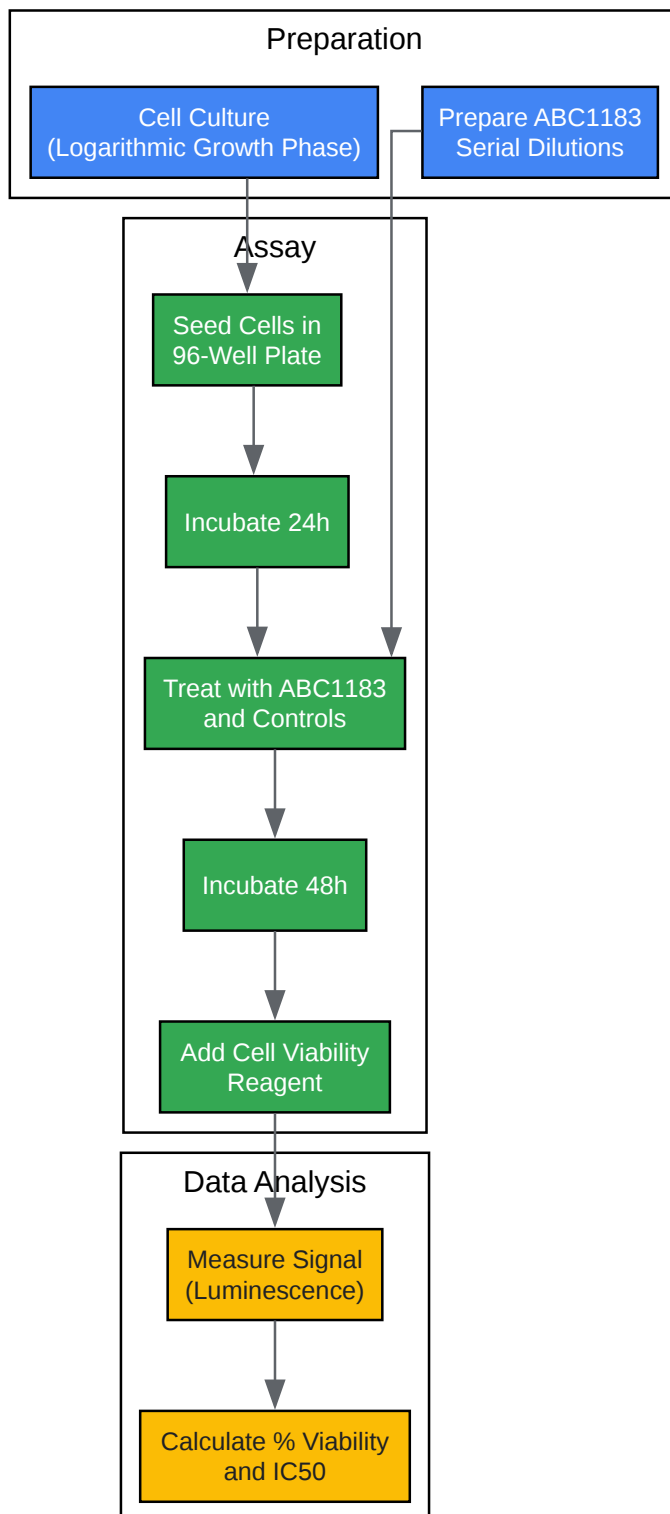 Preparation
Cell Culture
(Logarithmic Growth Phase)
Prepare ABC1183
Serial Dilutions
Assay
Seed Cells in
96-Well Plate
Incubate 24h
Treat with ABC1183
and Controls
Incubate 48h
Add Cell Viability
Reagent
Data Analysis
Measure Signal
(Luminescence)
Calculate % Viability
and IC50